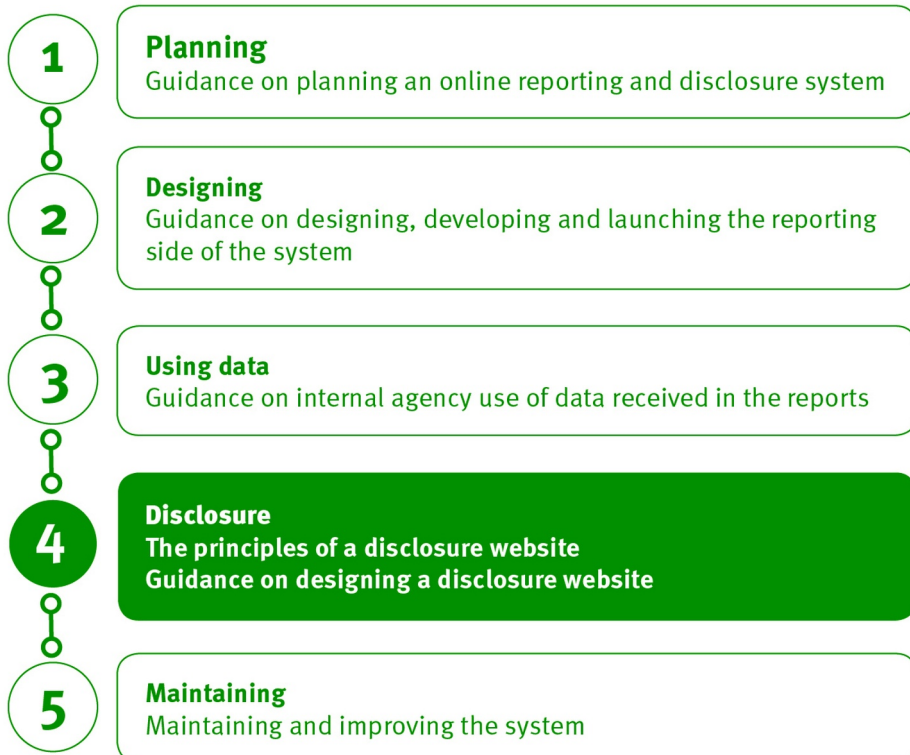 1
Planning
Guidance on planning an online reporting and disclosure system
2
Designing
Guidance on designing, developing and launching the reporting
side of the system
3
Using data
Guidance on internal agency use of data received in the reports
4
Disclosure
The principles of a disclosure website
Guidance on designing a disclosure website
5
Maintaining
Maintaining and improving the system